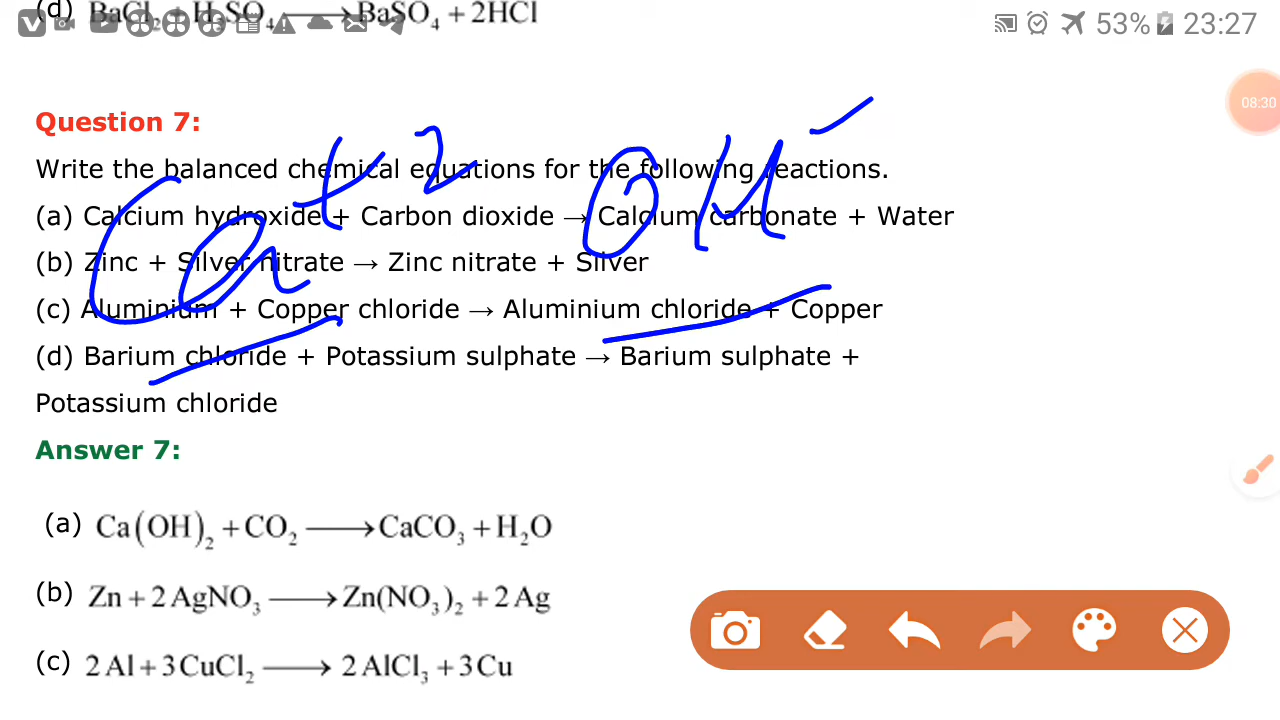 (d) BaCl₂ + H₂SO₄ ⟶ BaSO₄ + 2HCl
53% 23:27
08:30
Question 7:
Write the balanced chemical equations for the following reactions.
(a) Calcium hydroxide + Carbon dioxide → Calcium carbonate + Water
(b) Zinc + Silver nitrate → Zinc nitrate + Silver
(c) Aluminium + Copper chloride → Aluminium chloride + Copper
(d) Barium chloride + Potassium sulphate → Barium sulphate +
Potassium chloride
Ca⁺² OH⁻
Answer 7:
(a) Ca(OH)₂ + CO₂ ⟶ CaCO₃ + H₂O
(b) Zn + 2 AgNO₃ ⟶ Zn(NO₃)₂ + 2 Ag
(c) 2 Al + 3 CuCl₂ ⟶ 2 AlCl₃ + 3 Cu